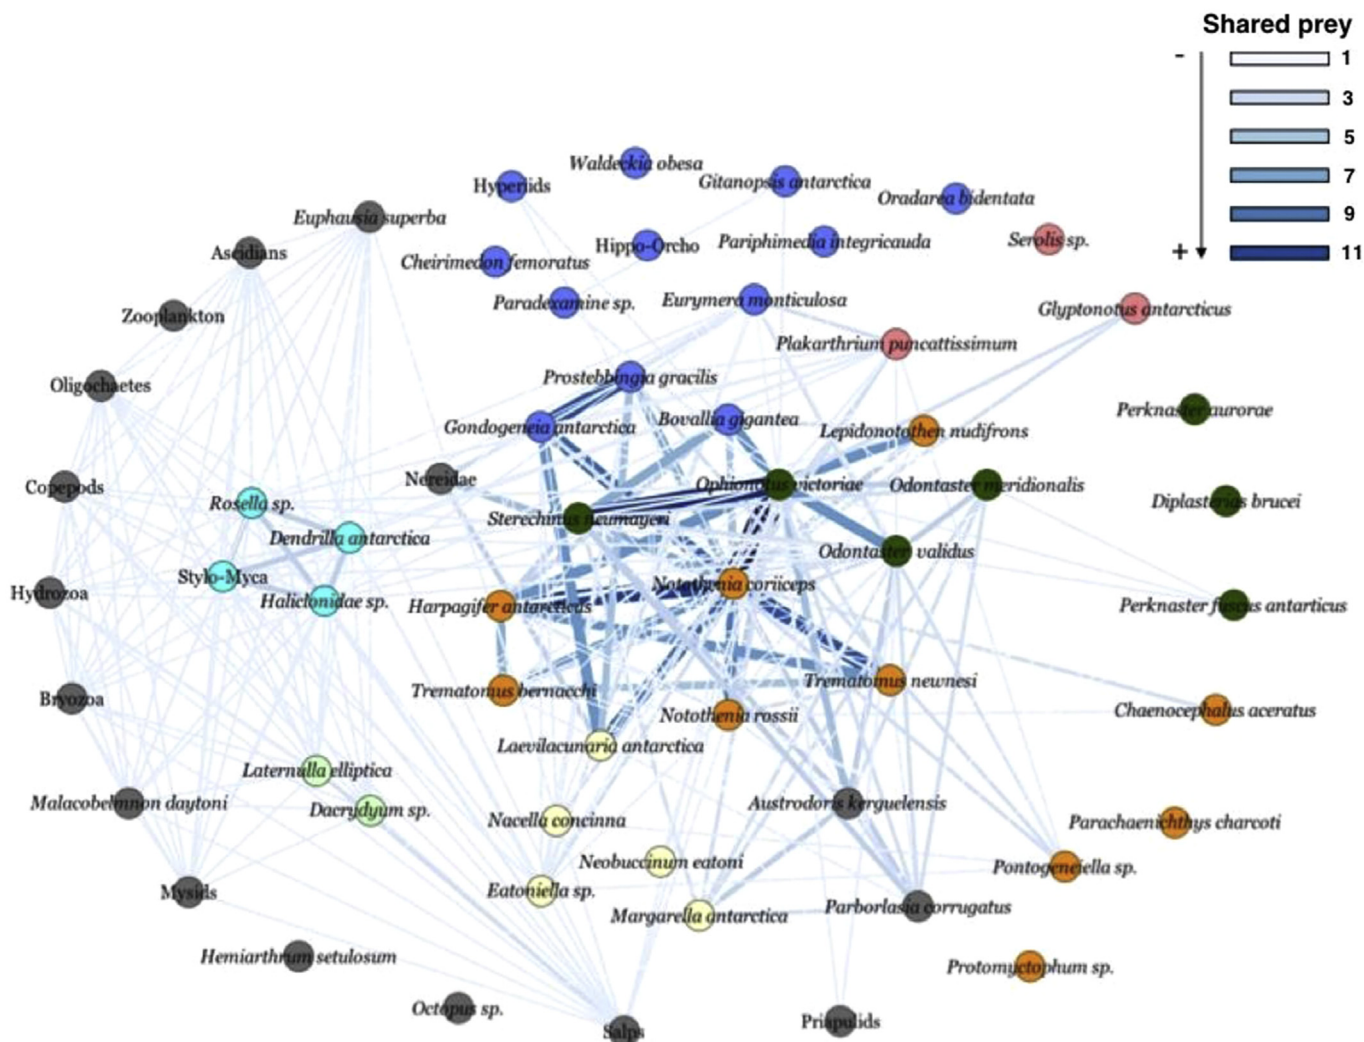 Shared prey
-
1
3
5
7
9
+
11
Waldeckia obesa
Hyperiids
Gitanopsis antarctica
Oradarea bidentata
Euphausia superba
Ascidians
Hippo-Orcho
Pariphimedia integricauda
Serolis sp.
Cheirimedon femoratus
Zooplankton
Paradexamine sp.
Eurymera monticulosa
Glyptonotus antarcticus
Plakarthrium puncattissimum
Oligochaetes
Prostebbingia gracilis
Perknaster aurorae
Gondogeneia antarctica
Bovallia gigantea
Lepidonotothen nudifrons
Nereidae
Copepods
Ophionotus victoriae
Odontaster meridionalis
Rosella sp.
Diplasterias brucei
Sterechinus neumayeri
Dendrilla antarctica
Odontaster validus
Stylo-Myca
Notothenia coriiceps
Hydrozoa
Haliclonidae sp.
Harpagifer antarcticus
Perknaster fuscus antarticus
Bryozoa
Trematomus bernacchi
Trematomus newnesi
Notothenia rossii
Chaenocephalus aceratus
Laevilacunaria antarctica
Laternulla elliptica
Malacobelmnon daytoni
Dacrydyum sp.
Austrodoris kerguelensis
Nacella concinna
Parachaenichthys charcoti
Neobuccinum eatoni
Pontogeneiella sp.
Mysids
Eatoniella sp.
Margarella antarctica
Parborlasia corrugatus
Hemiarthrum setulosum
Protomyctophum sp.
Octopus sp.
Salps
Priapulids